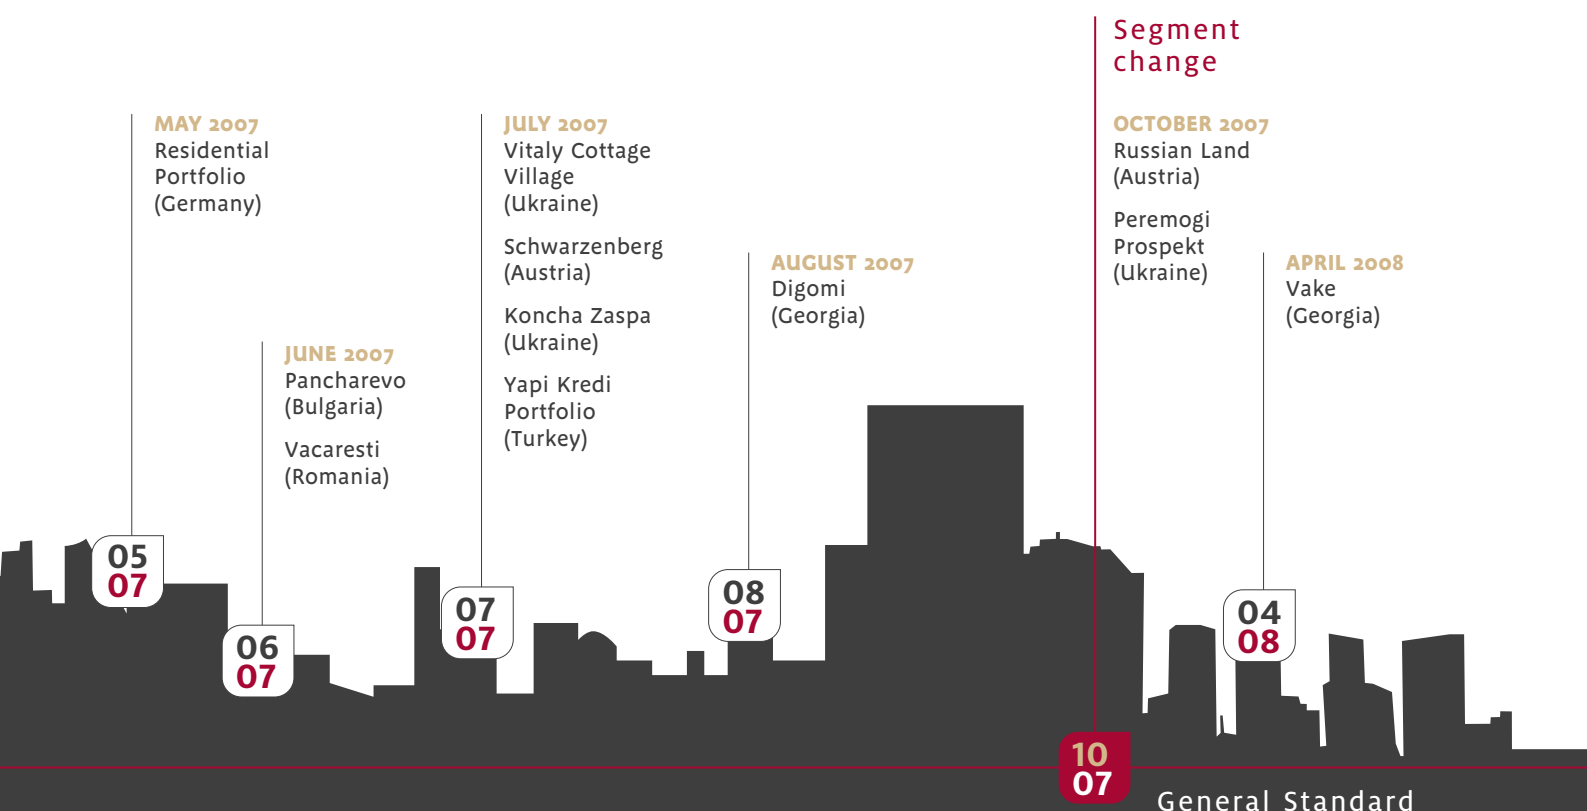 Segment
change
MAY 2007
Residential
Portfolio
(Germany)
JUNE 2007
Pancharevo
(Bulgaria)
Vacaresti
(Romania)
JULY 2007
Vitaly Cottage
Village
(Ukraine)
Schwarzenberg
(Austria)
Koncha Zaspa
(Ukraine)
Yapi Kredi
Portfolio
(Turkey)
AUGUST 2007
Digomi
(Georgia)
OCTOBER 2007
Russian Land
(Austria)
Peremogi
Prospekt
(Ukraine)
APRIL 2008
Vake
(Georgia)
05
07
06
07
07
07
08
07
10
07
04
08
General Standard